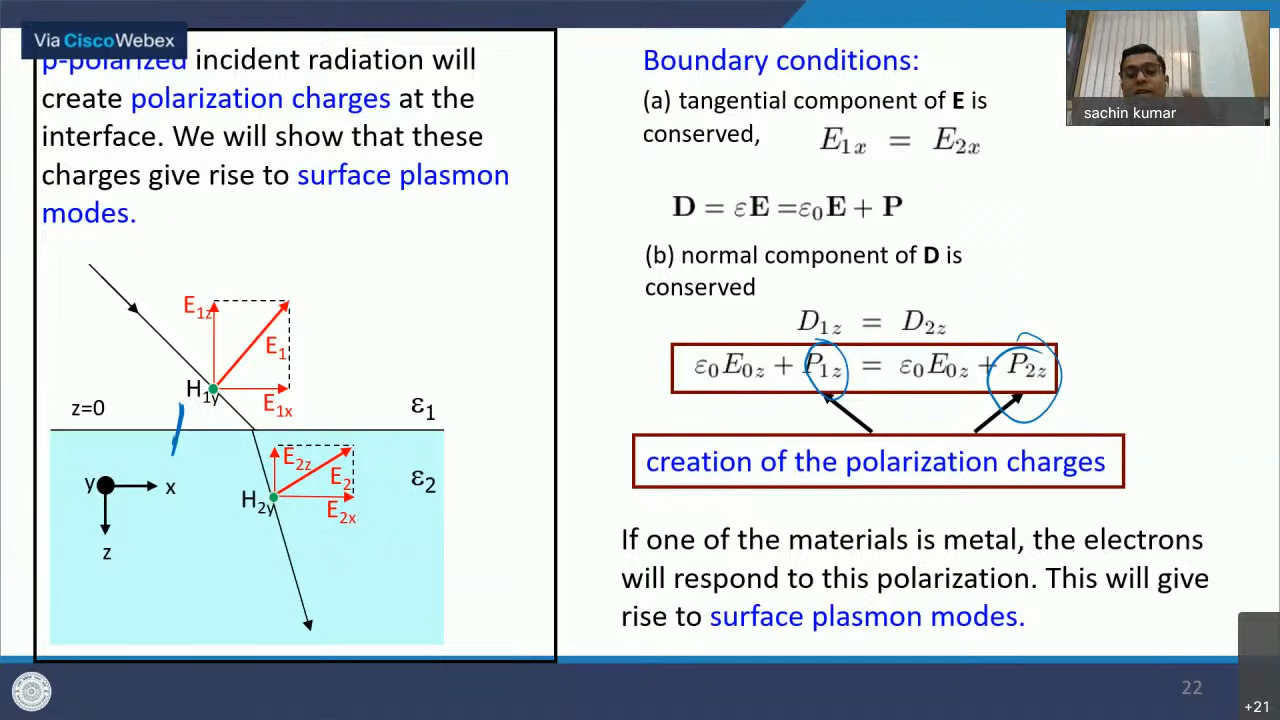 Via Cisco Webex
p-polarized incident radiation will
create polarization charges at the
interface. We will show that these
charges give rise to surface plasmon
modes.
E1z
E1
H1y
E1x
z=0
ε1
E2z
E2
ε2
y
x
H2y
E2x
z
Boundary conditions:
(a) tangential component of E is
conserved, E1x = E2x
D = εE =ε0E + P
(b) normal component of D is
conserved
D1z = D2z
ε0E0z + P1z = ε0E0z + P2z
creation of the polarization charges
If one of the materials is metal, the electrons
will respond to this polarization. This will give
rise to surface plasmon modes.
sachin kumar
22
+21